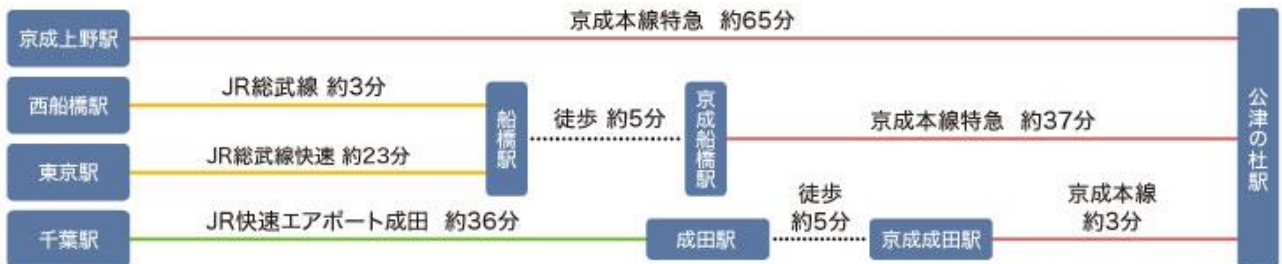 京成上野駅
京成本線特急 約65分
西船橋駅
JR総武線 約3分
東京駅
JR総武線快速 約23分
船橋駅
徒歩 約5分
京成船橋駅
京成本線特急 約37分
千葉駅
JR快速エアポート成田 約36分
成田駅
徒歩
約5分
京成成田駅
京成本線
約3分
公津の杜駅